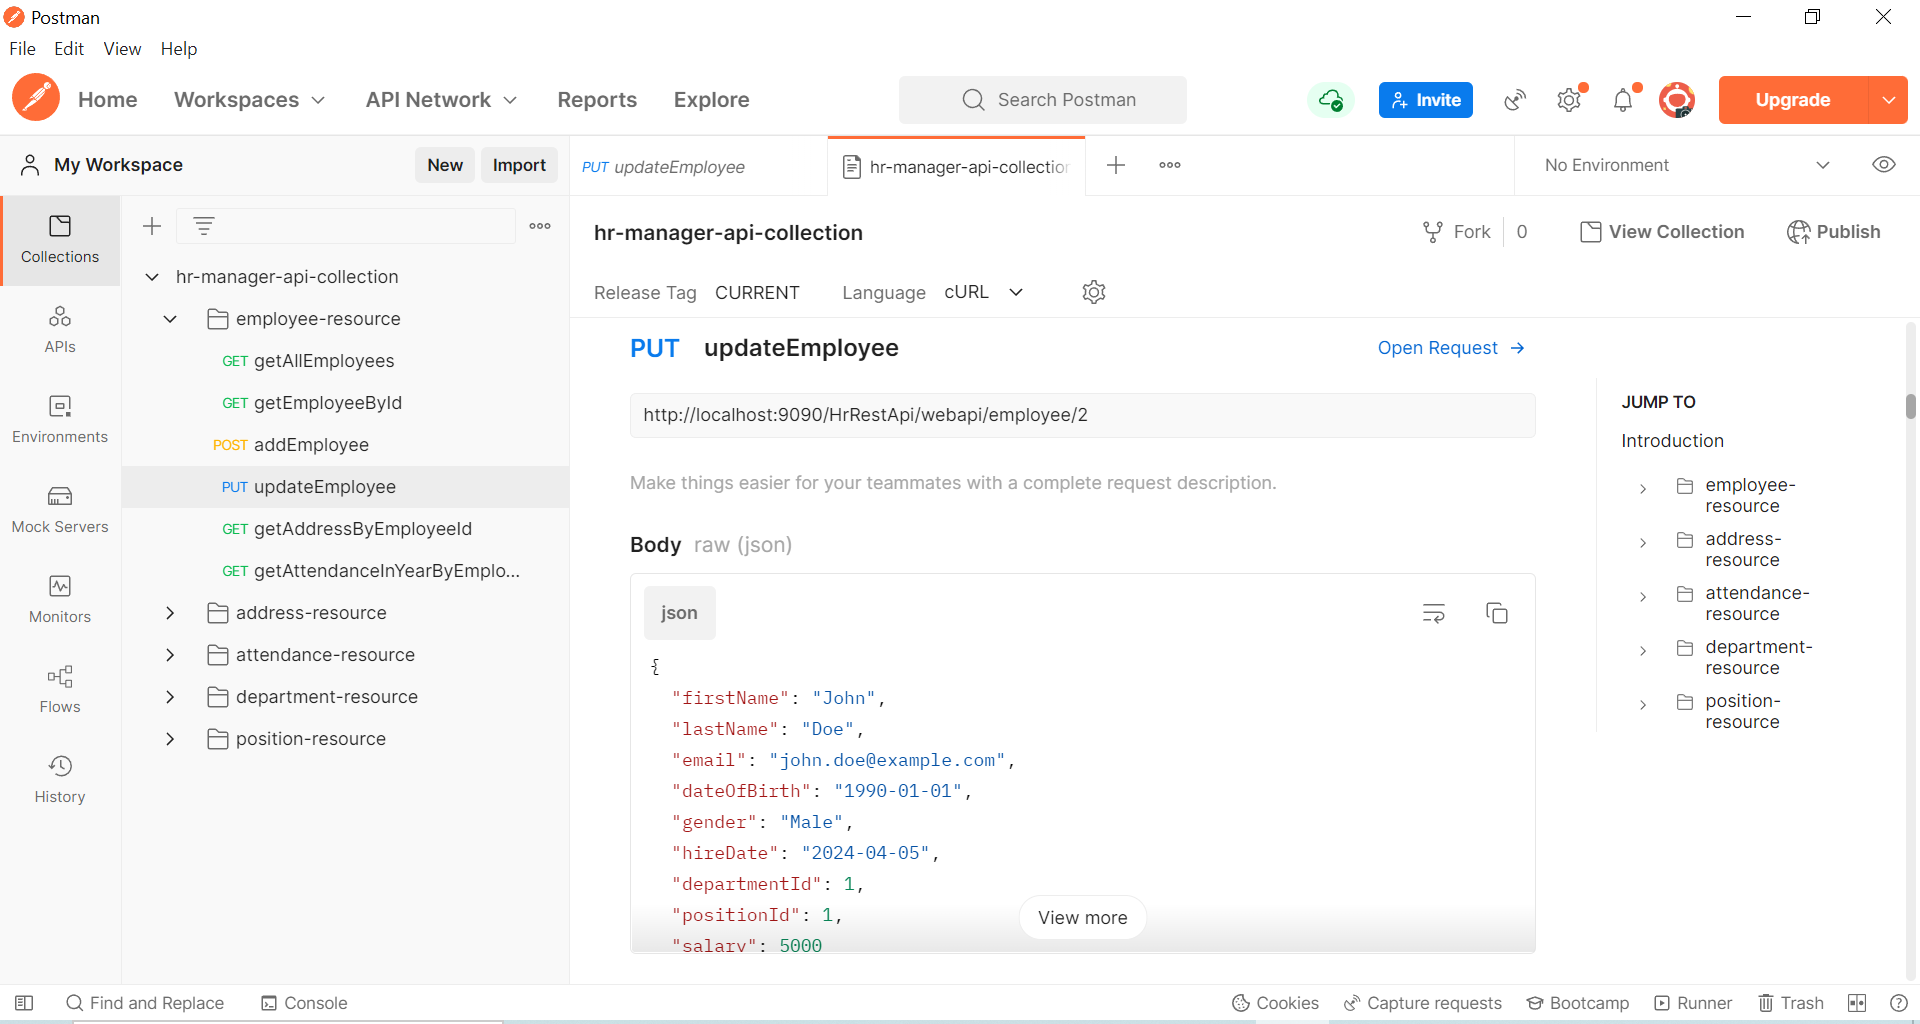 Postman
File Edit View Help
Home Workspaces API Network Reports Explore Search Postman Invite Upgrade
My Workspace New Import PUT updateEmployee hr-manager-api-collection No Environment
Collections
APIs
Environments
Mock Servers
Monitors
Flows
History
hr-manager-api-collection
employee-resource
GET getAllEmployees
GET getEmployeeById
POST addEmployee
PUT updateEmployee
GET getAddressByEmployeeId
GET getAttendanceInYearByEmplo...
address-resource
attendance-resource
department-resource
position-resource
hr-manager-api-collection Fork 0 View Collection Publish
Release Tag CURRENT Language cURL
PUT updateEmployee Open Request →
http://localhost:9090/HrRestApi/webapi/employee/2
Make things easier for your teammates with a complete request description.
Body raw (json)
json
{
"firstName": "John",
"lastName": "Doe",
"email": "john.doe@example.com",
"dateOfBirth": "1990-01-01",
"gender": "Male",
"hireDate": "2024-04-05",
"departmentId": 1,
"positionId": 1,
"salary": 5000
View more
JUMP TO
Introduction
employee-
resource
address-
resource
attendance-
resource
department-
resource
position-
resource
Find and Replace Console Cookies Capture requests Bootcamp Runner Trash